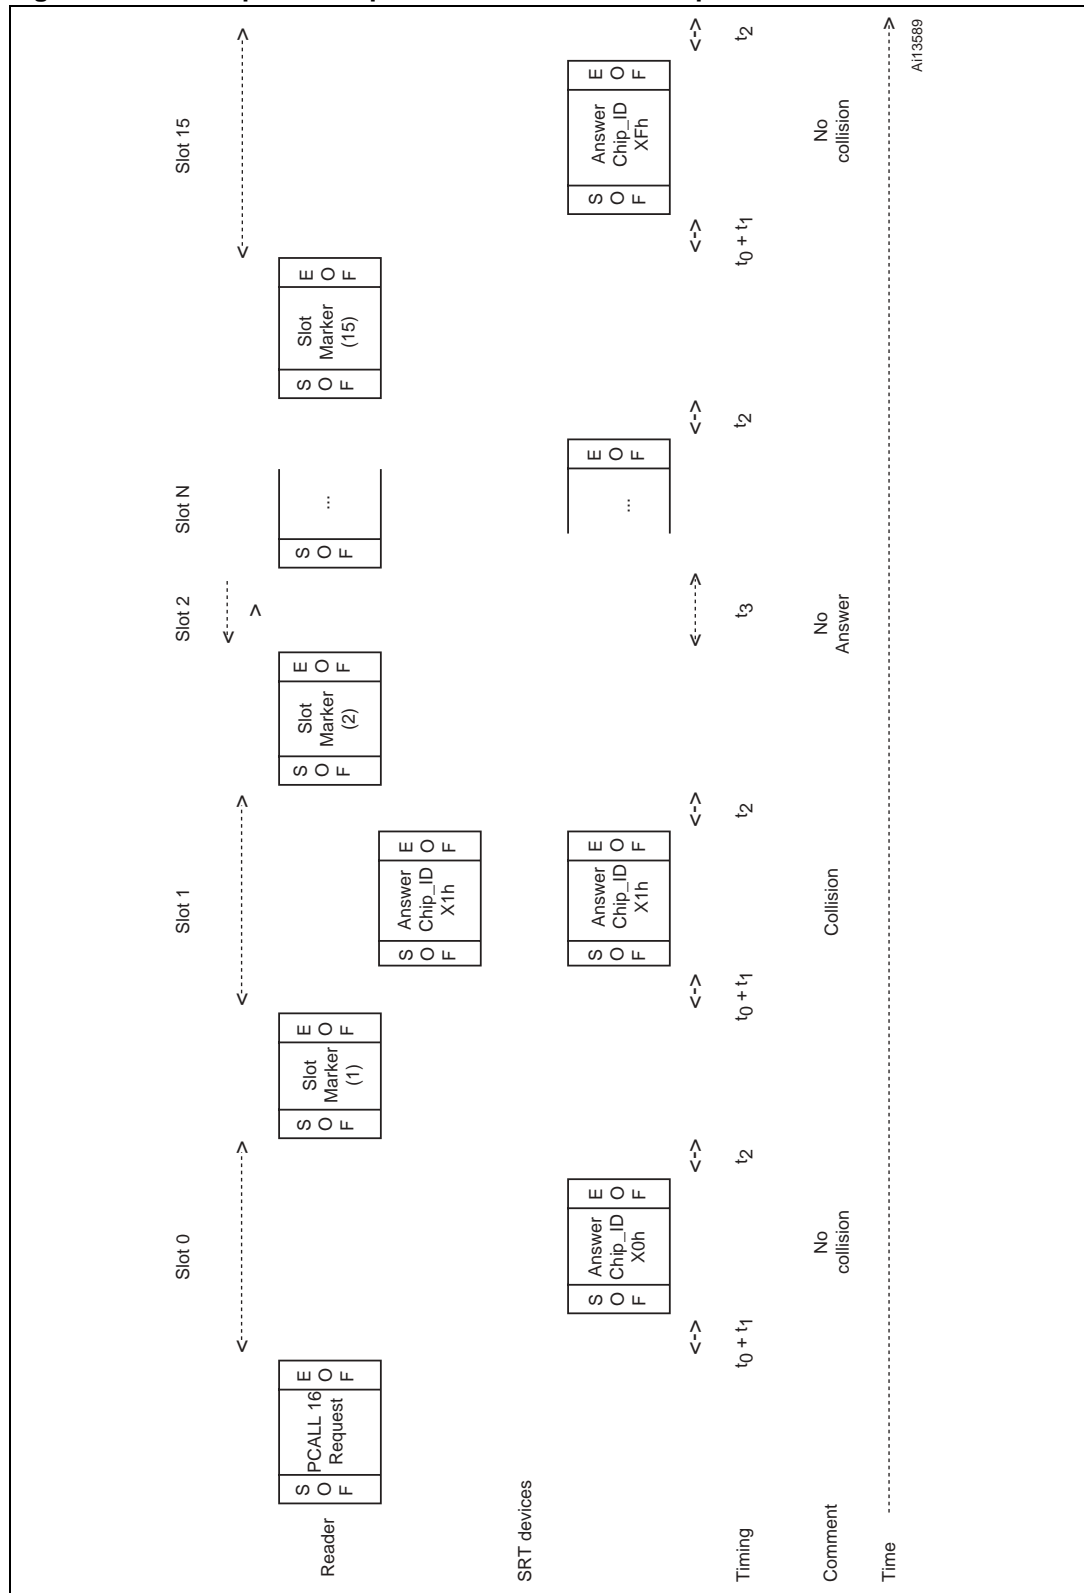 Slot 0
Slot 1
Slot 2
Slot N
Slot 15
Reader
S O F
PCALL 16
Request
E O F
S O F
Slot
Marker
(1)
E O F
S O F
Slot
Marker
(2)
E O F
S O F
...
S O F
Slot
Marker
(15)
E O F
S O F
Answer
Chip_ID
X1h
E O F
SRT devices
S O F
Answer
Chip_ID
X0h
E O F
S O F
Answer
Chip_ID
X1h
E O F
...
E O F
S O F
Answer
Chip_ID
XFh
E O F
Timing
t0 + t1
t2
t0 + t1
t2
t3
t2
t0 + t1
t2
Comment
No
collision
Collision
No
Answer
No
collision
Time
Ai13589